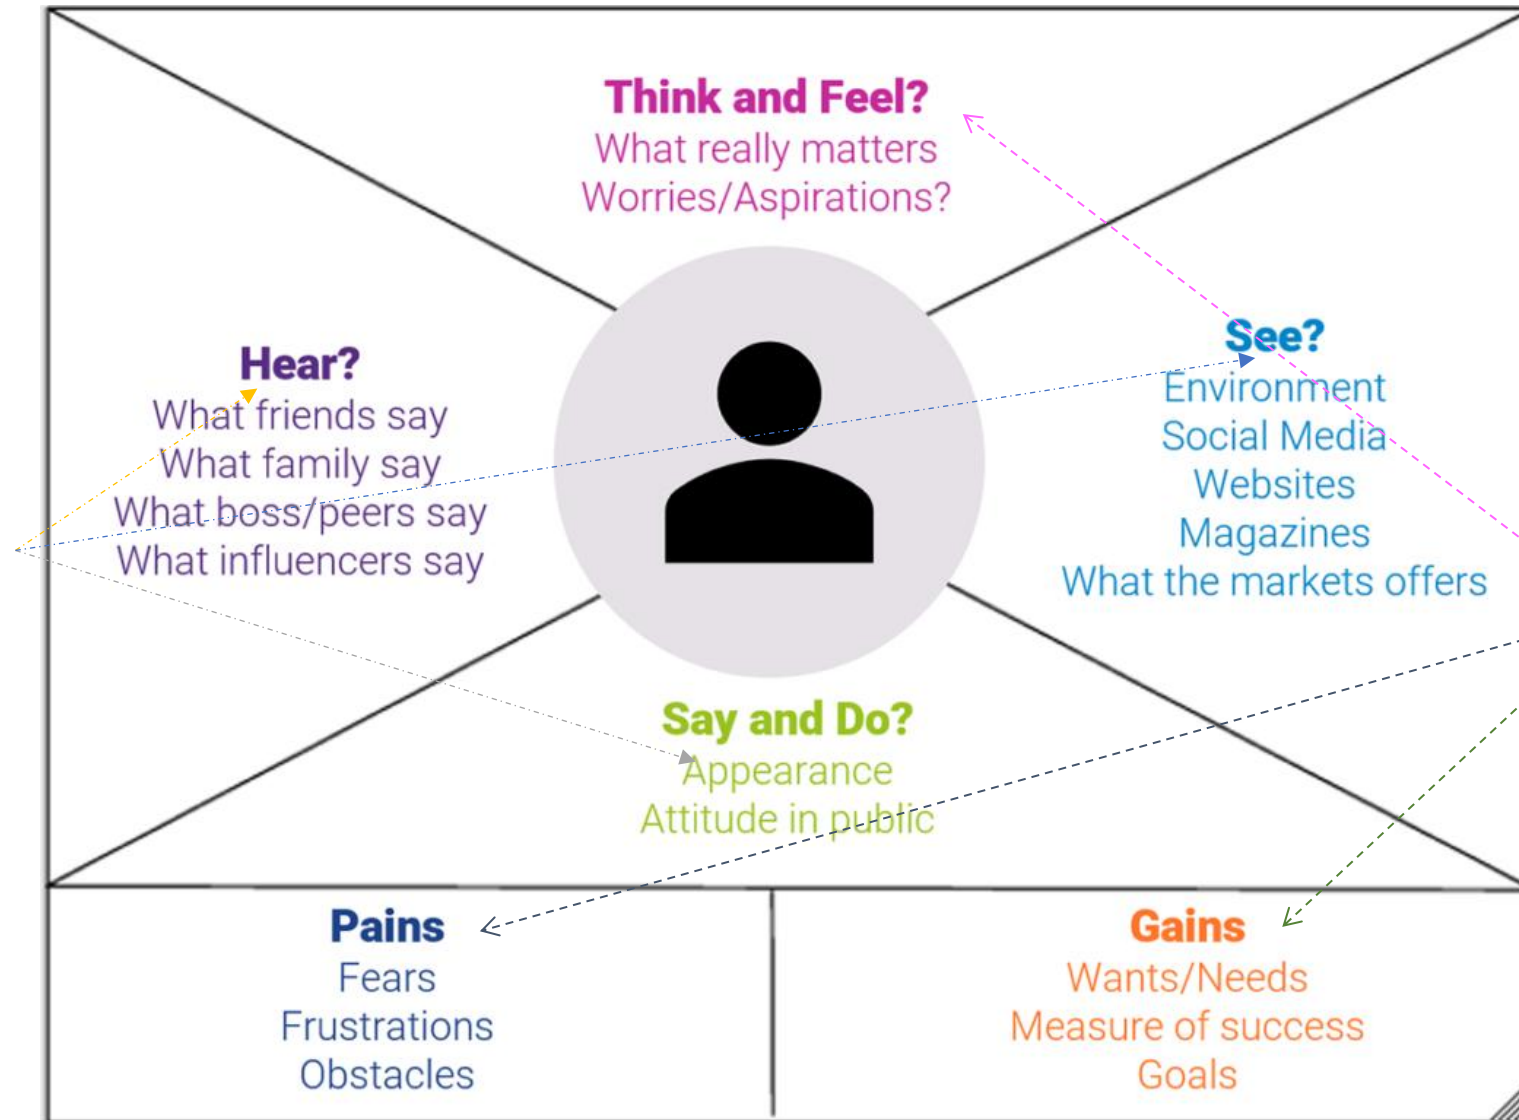 Think and Feel?
What really matters
Worries/Aspirations?
Hear?
What friends say
What family say
What boss/peers say
What influencers say
See?
Environment
Social Media
Websites
Magazines
What the markets offers
Say and Do?
Appearance
Attitude in public
Pains
Fears
Frustrations
Obstacles
Gains
Wants/Needs
Measure of success
Goals